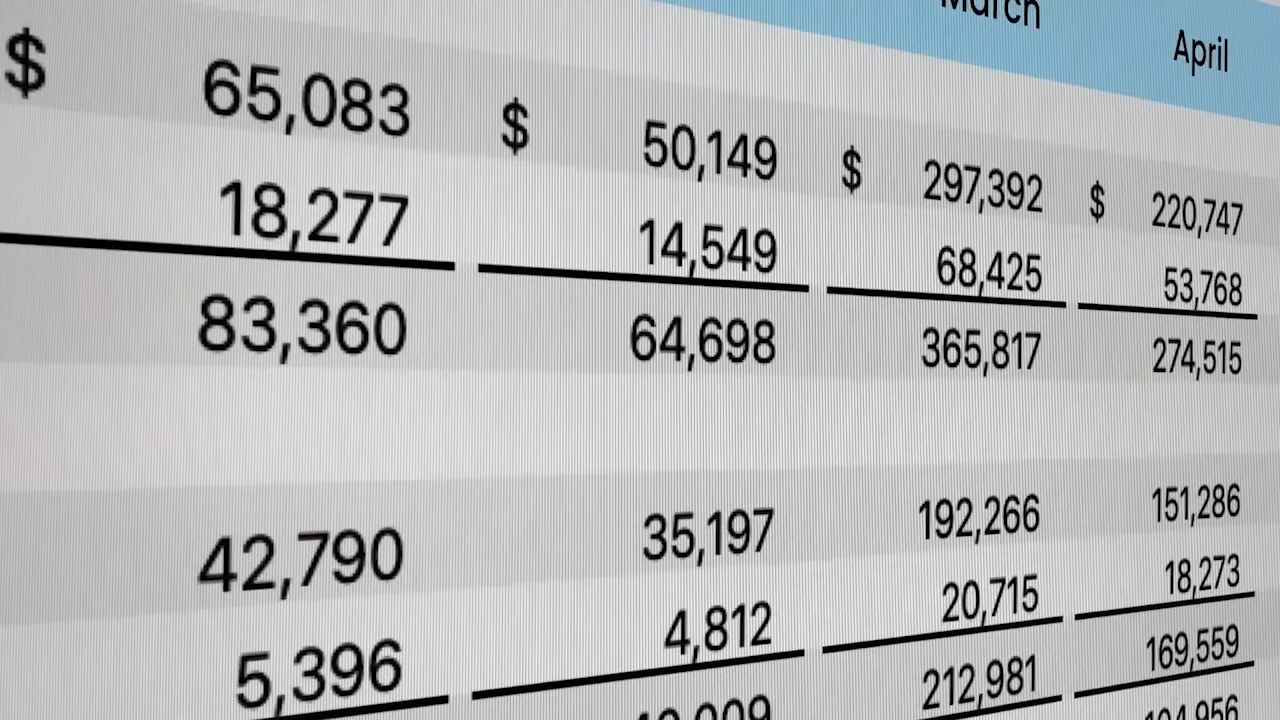 March April
$ 65,083 $ 50,149 $ 297,392 $ 220,747
18,277 14,549 68,425 53,768
83,360 64,698 365,817 274,515
42,790 35,197 192,266 151,286
5,396 4,812 20,715 18,273
212,981 169,559